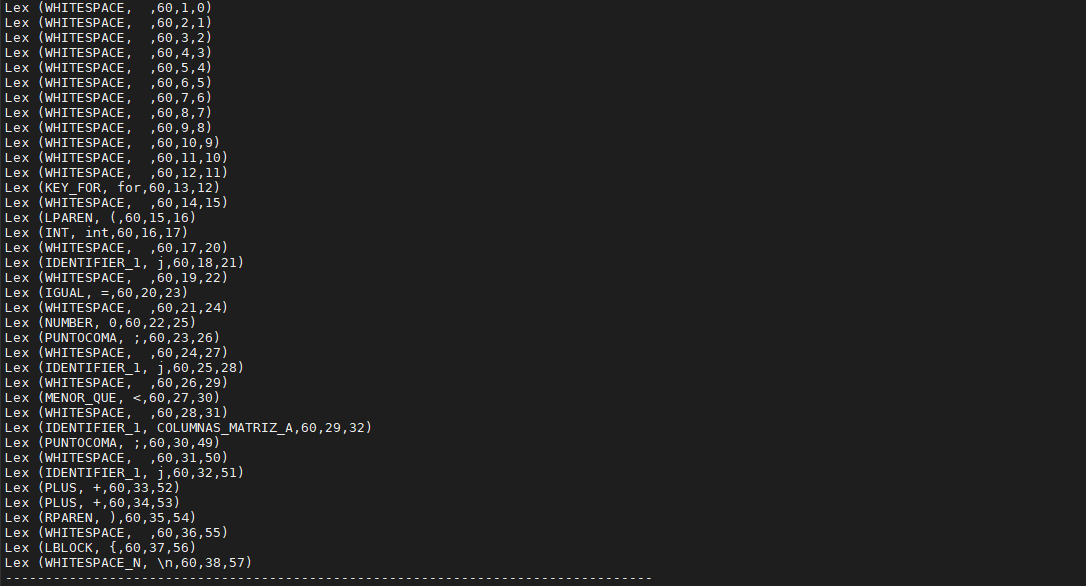 Lex (WHITESPACE,  ,60,1,0)
Lex (WHITESPACE,  ,60,2,1)
Lex (WHITESPACE,  ,60,3,2)
Lex (WHITESPACE,  ,60,4,3)
Lex (WHITESPACE,  ,60,5,4)
Lex (WHITESPACE,  ,60,6,5)
Lex (WHITESPACE,  ,60,7,6)
Lex (WHITESPACE,  ,60,8,7)
Lex (WHITESPACE,  ,60,9,8)
Lex (WHITESPACE,  ,60,10,9)
Lex (WHITESPACE,  ,60,11,10)
Lex (WHITESPACE,  ,60,12,11)
Lex (KEY_FOR, for,60,13,12)
Lex (WHITESPACE,  ,60,14,15)
Lex (LPAREN, (,60,15,16)
Lex (INT, int,60,16,17)
Lex (WHITESPACE,  ,60,17,20)
Lex (IDENTIFIER_1, j,60,18,21)
Lex (WHITESPACE,  ,60,19,22)
Lex (IGUAL, =,60,20,23)
Lex (WHITESPACE,  ,60,21,24)
Lex (NUMBER, 0,60,22,25)
Lex (PUNTOCOMA, ;,60,23,26)
Lex (WHITESPACE,  ,60,24,27)
Lex (IDENTIFIER_1, j,60,25,28)
Lex (WHITESPACE,  ,60,26,29)
Lex (MENOR_QUE, <,60,27,30)
Lex (WHITESPACE,  ,60,28,31)
Lex (IDENTIFIER_1, COLUMNAS_MATRIZ_A,60,29,32)
Lex (PUNTOCOMA, ;,60,30,49)
Lex (WHITESPACE,  ,60,31,50)
Lex (IDENTIFIER_1, j,60,32,51)
Lex (PLUS, +,60,33,52)
Lex (PLUS, +,60,34,53)
Lex (RPAREN, ),60,35,54)
Lex (WHITESPACE,  ,60,36,55)
Lex (LBLOCK, {,60,37,56)
Lex (WHITESPACE_N, \n,60,38,57)
---------------------------------------------------------------------------------